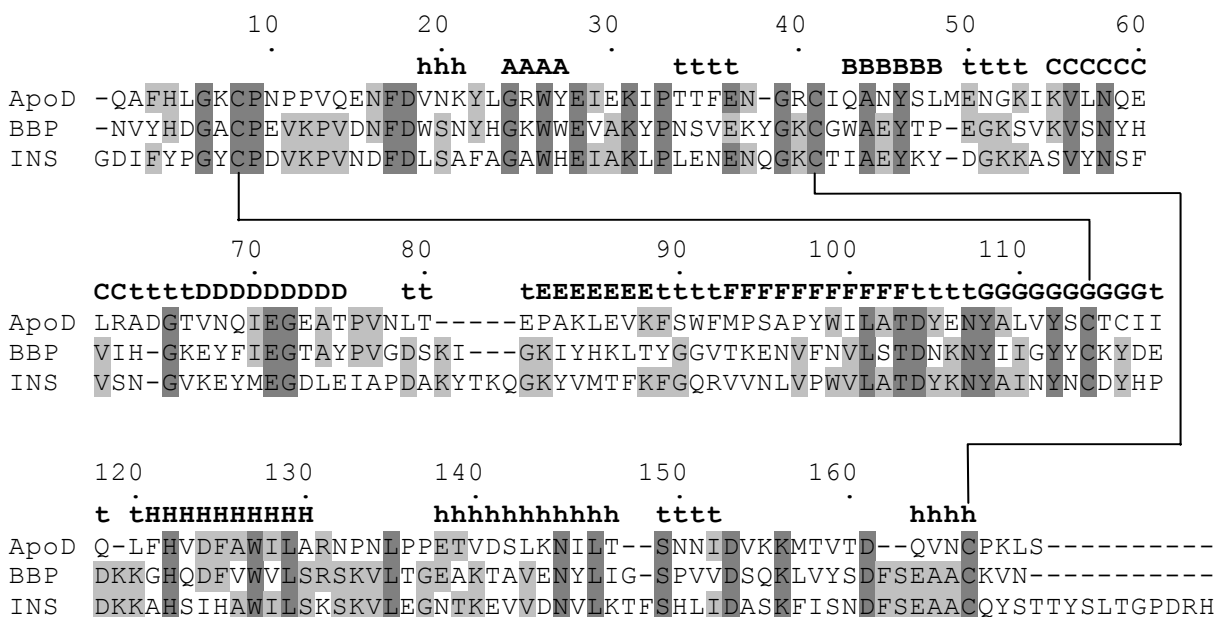 10 20 30 40 50 60
. . . . . .
hhh AAAA tttt BBBBBB tttt CCCCCC
ApoD -QAFHLGKCPNPPVQENFDVNKYLGRWYEIEKIPTTFEN-GRCIQANYSLMENGKIKVLNQE
BBP -NVYHDGACPEVKPVDNFDWSNYHGKWWEVAKYPNSVEKYGKCGWAEYTP-EGKSVKVSNYH
INS GDIFYPGYCPDVKPVNDFDLSAFAGAWHEIAKLPLENENQGKCTIAEYKY-DGKKASVYNSF
70 80 90 100 110
. . . . .
CCttttDDDDDDDDD tt tEEEEEEEttttFFFFFFFFFFFttttGGGGGGGGGGt
ApoD LRADGTVNQIEGEATPVNLT-----EPAKLEVKFSWFMPSAPYWILATDYENYALVYSCTCII
BBP VIH-GKEYFIEGTAYPVGDSKI---GKIYHKLTYGGVTKENVFNVLSTDNKNYIIGYYCKYDE
INS VSN-GVKEYMEGDLEIAPDAKYTKQGKYVMTFKFGQRVVNLVPWVLATDYKNYAINYNCDYHP
120 130 140 150 160
. . . . .
t tHHHHHHHHHH hhhhhhhhhhh tttt hhhh
ApoD Q-LFHVDFAWILARNPNLPPETVDSLKNILT-SNNIDVKKMTVTD--QVNCPKLS----------
BBP DKKGHQDFVWVLSRSKVLTGEAKTAVENYLIG-SPVVDSQKLVYSDFSEAACKVN-----------
INS DKKAHSIHAWILSKSKVLEGNTKEVVDNVLKTFSHLIDASKFISNDFSEAACQYSTTYSLTGPDRH